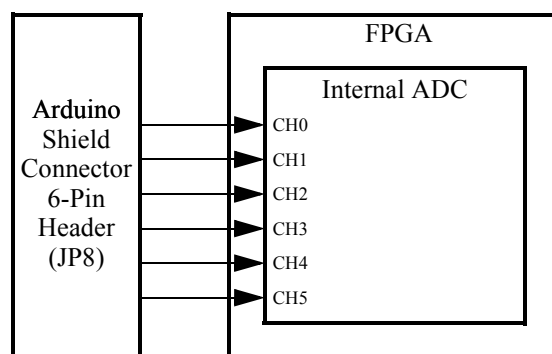 Arduino
Shield
Connector
6-Pin
Header
(JP8)
FPGA
Internal ADC
CH0
CH1
CH2
CH3
CH4
CH5